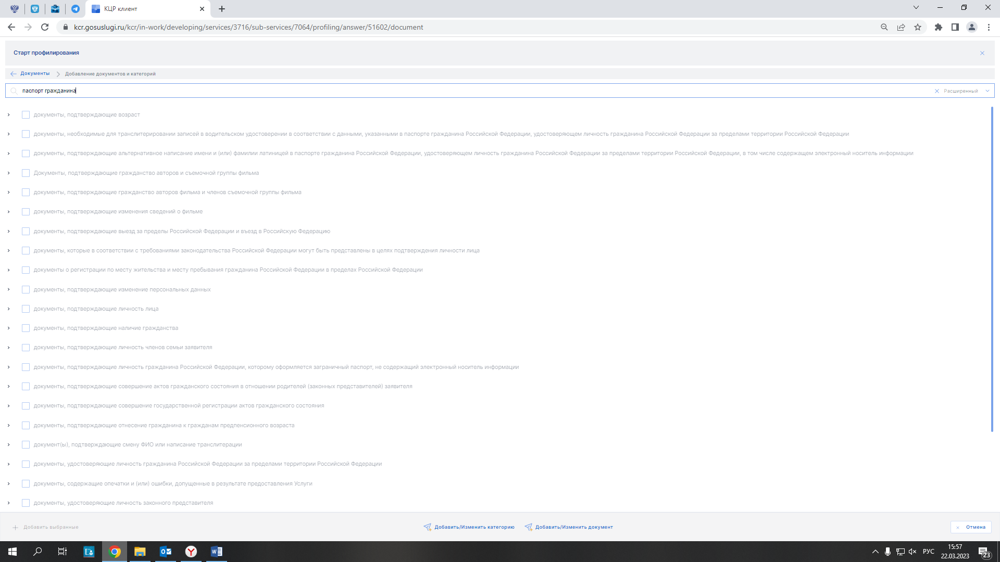 КЦР клиент
kcr.gosuslugi.ru/kcr/in-work/developing/services/3716/sub-services/7064/profiling/answer/51602/document
Старт профилирования
Документы
Добавление документов и категорий
паспорт гражданина
Расширенный
документы, подтверждающие возраст
документы, необходимые для транслитерировании записей в водительском удостоверении в соответствии с данными, указанными в паспорте гражданина Российской Федерации, удостоверяющем личность гражданина Российской Федерации за пределами территории Российской Федерации
документы, подтверждающие альтернативное написание имени и (или) фамилии латиницей в паспорте гражданина Российской Федерации, удостоверяющем личность гражданина Российской Федерации за пределами территории Российской Федерации, в том числе содержащем электронный носитель информации
Документы, подтверждающие гражданство авторов и съемочной группы фильма
документы, подтверждающие гражданство авторов фильма и членов съемочной группы фильма
документы, подтверждающие изменения сведений о фильме
документы, подтверждающие выезд за пределы Российской Федерации и въезд в Российскую Федерацию
документы, которые в соответствии с требованиями законодательства Российской Федерации могут быть представлены в целях подтверждения личности лица
документы о регистрации по месту жительства и месту пребывания гражданина Российской Федерации в пределах Российской Федерации
документы, подтверждающие изменение персональных данных
документы, подтверждающие личность лица
документы, подтверждающие наличие гражданства
документы, подтверждающие личность членов семьи заявителя
документы, подтверждающие личность гражданина Российской Федерации, которому оформляется заграничный паспорт, не содержащий электронный носитель информации
документы, подтверждающие совершение актов гражданского состояния в отношении родителей (законных представителей) заявителя
документы, подтверждающие совершение государственной регистрации актов гражданского состояния
документы, подтверждающие отнесение гражданина к гражданам предпенсионного возраста
документ(ы), подтверждающие смену ФИО или написание транслитерации
документы, удостоверяющие личность гражданина Российской Федерации за пределами территории Российской Федерации
документы, содержащие опечатки и (или) ошибки, допущенные в результате предоставления Услуги
документы, удостоверяющие личность законного представителя
Добавить выбранные
Добавить/Изменить категорию
Добавить/Изменить документ
Отмена
РУС
15:57
22.03.2023
23